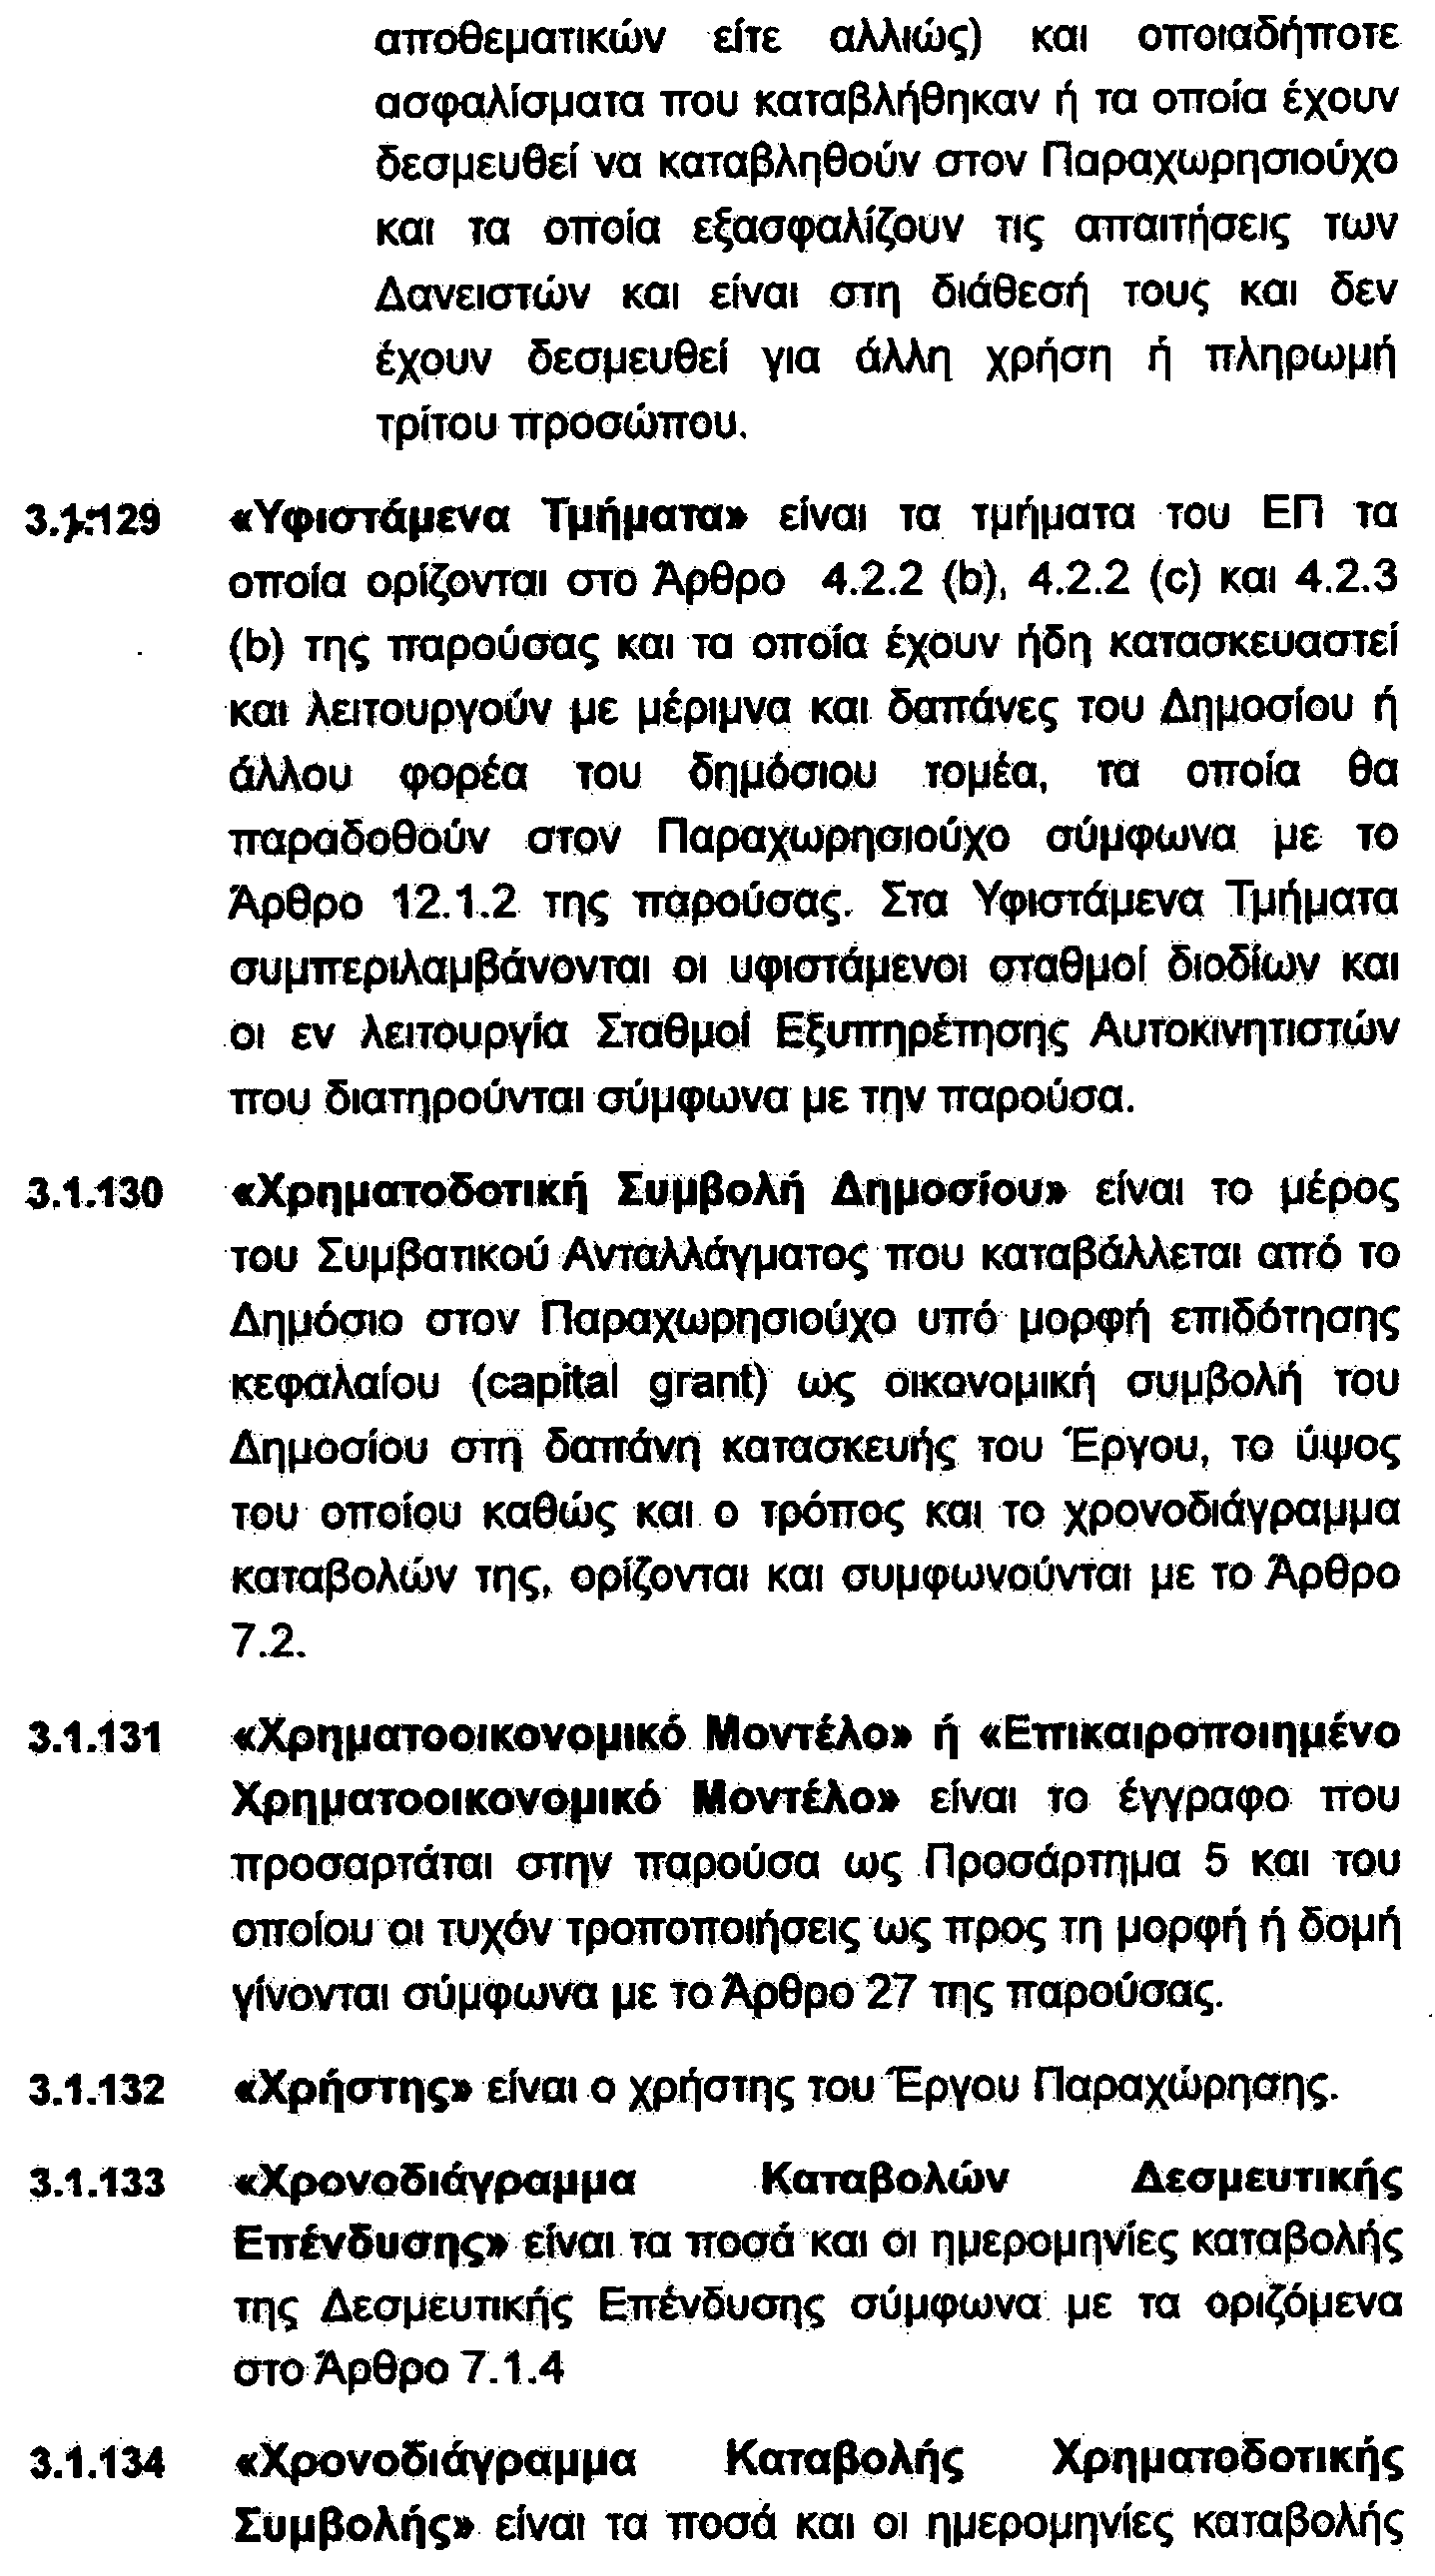 αποθεματικών είτε αλλιώς) και οποιαδήποτε
ασφαλίσματα που καταβλήθηκαν ή τα οποία έχουν
δεσμευθεί να καταβληθούν στον Παραχωρησιούχο
και τα οποία εξασφαλίζουν τις απαιτήσεις των
Δανειστών και είναι στη διάθεσή τους και δεν
έχουν δεσμευθεί για άλλη χρήση ή πληρωμή
τρίτου προσώπου.
3.1.129 «Υφιστάμενα Τμήματα» είναι τα τμήματα του ΕΠ τα
οποία ορίζονται στο Άρθρο 4.2.2 (b), 4.2.2 (c) και 4.2.3
(b) της παρούσας και τα οποία έχουν ήδη κατασκευαστεί
και λειτουργούν με μέριμνα και δαπάνες του Δημοσίου ή
άλλου φορέα του δημόσιου τομέα, τα οποία θα
παραδοθούν στον Παραχωρησιούχο σύμφωνα με το
Άρθρο 12.1.2 της παρούσας. Στα Υφιστάμενα Τμήματα
συμπεριλαμβάνονται οι υφιστάμενοι σταθμοί διοδίων και
οι εν λειτουργία Σταθμοί Εξυπηρέτησης Αυτοκινητιστών
που διατηρούνται σύμφωνα με την παρούσα.
3.1.130 «Χρηματοδοτική Συμβολή Δημοσίου» είναι το μέρος
του Συμβατικού Ανταλλάγματος που καταβάλλεται από το
Δημόσιο στον Παραχωρησιούχο υπό μορφή επιδότησης
κεφαλαίου (capital grant) ως οικονομική συμβολή του
Δημοσίου στη δαπάνη κατασκευής του Έργου, το ύψος
του οποίου καθώς και ο τρόπος και το χρονοδιάγραμμα
καταβολών της, ορίζονται και συμφωνούνται με το Άρθρο
7.2.
3.1.131 «Χρηματοοικονομικό Μοντέλο» ή «Επικαιροποιημένο
Χρηματοοικονομικό Μοντέλο» είναι το έγγραφο που
προσαρτάται στην παρούσα ως Προσάρτημα 5 και του
οποίου οι τυχόν τροποποιήσεις ως προς τη μορφή ή δομή
γίνονται σύμφωνα με το Άρθρο 27 της παρούσας.
3.1.132 «Χρήστης» είναι ο χρήστης του Έργου Παραχώρησης.
3.1.133 «Χρονοδιάγραμμα Καταβολών Δεσμευτικής
Επένδυσης» είναι τα ποσά και οι ημερομηνίες καταβολής
της Δεσμευτικής Επένδυσης σύμφωνα με τα οριζόμενα
στο Άρθρο 7.1.4
3.1.134 «Χρονοδιάγραμμα Καταβολής Χρηματοδοτικής
Συμβολής» είναι τα ποσά και οι ημερομηνίες καταβολής